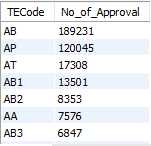 TECode No_of_Approval
AB 189231
AP 120045
AT 17308
AB1 13501
AB2 8353
AA 7576
AB3 6847